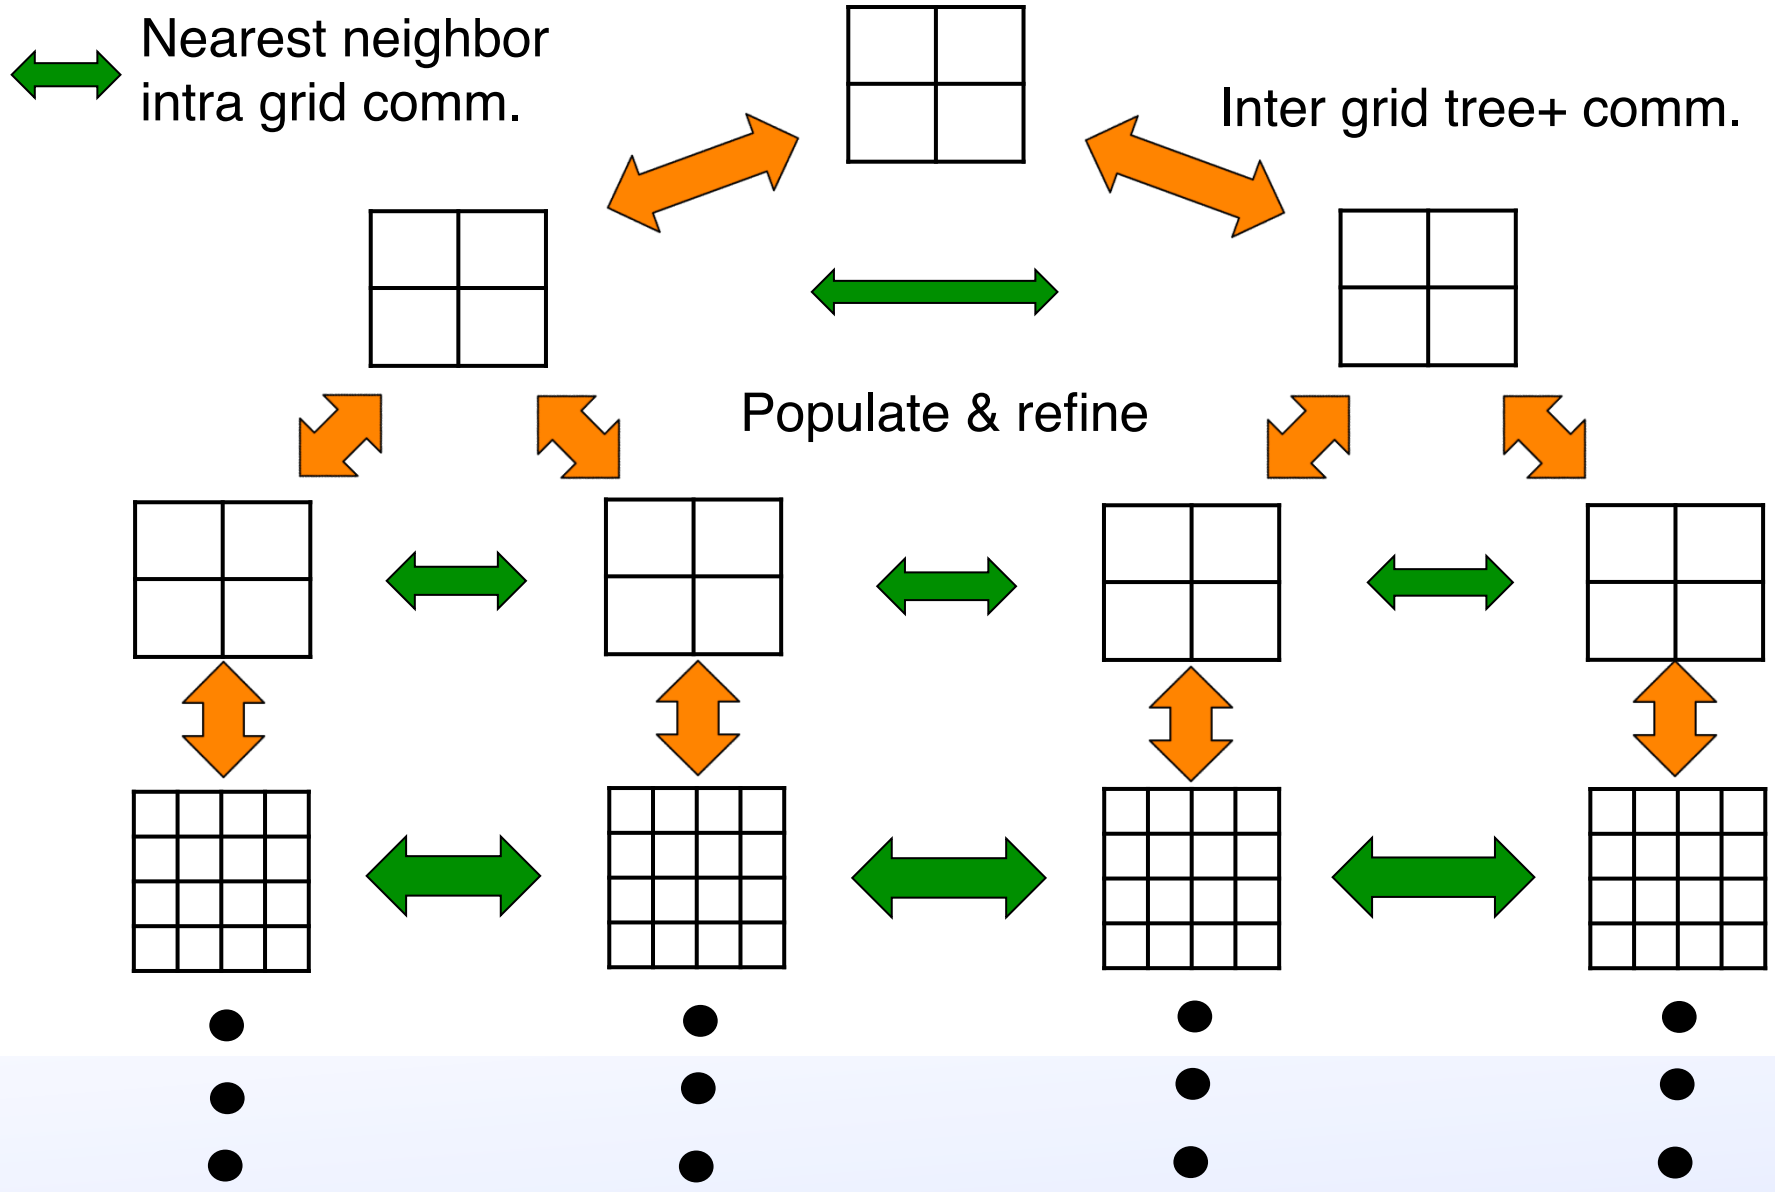 Nearest neighbor
intra grid comm.
Inter grid tree+ comm.
Populate & refine